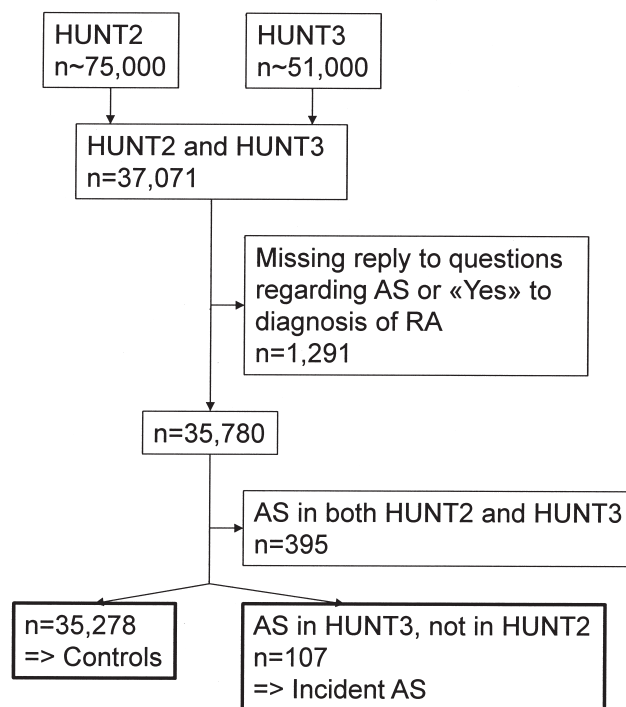 HUNT2
n~75,000
HUNT3
n~51,000
HUNT2 and HUNT3
n=37,071
Missing reply to questions
regarding AS or «Yes» to
diagnosis of RA
n=1,291
n=35,780
AS in both HUNT2 and HUNT3
n=395
n=35,278
=> Controls
AS in HUNT3, not in HUNT2
n=107
=> Incident AS